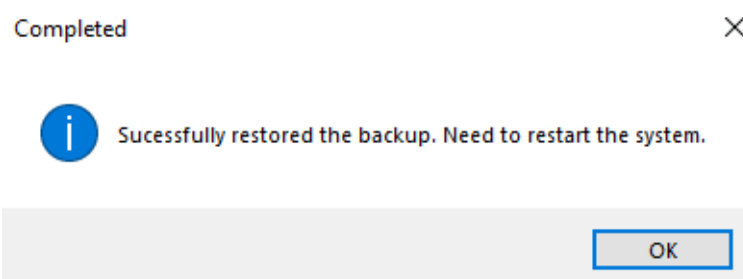 Completed
Sucessfully restored the backup. Need to restart the system.
OK